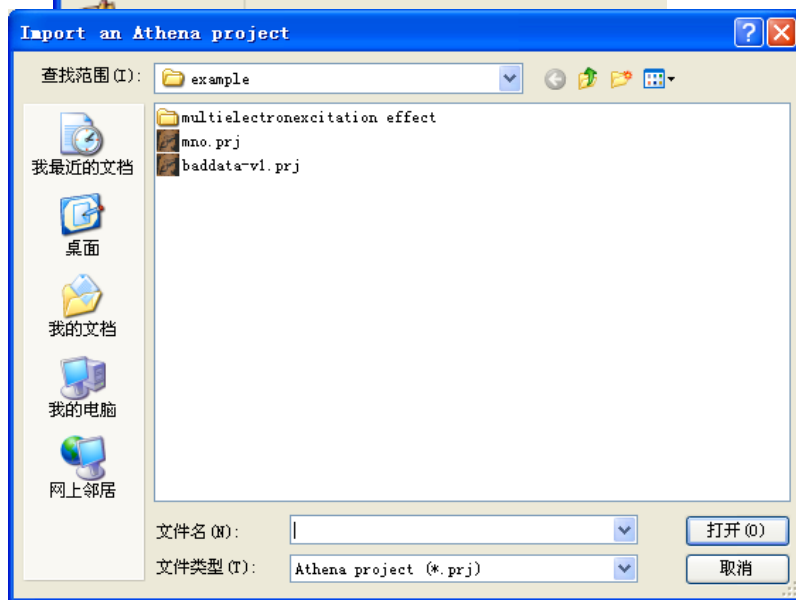 Import an Athena project
查找范围(I):
example
multielectronexcitation effect
mno.prj
baddata-v1.prj
我最近的文档
桌面
我的文档
我的电脑
网上邻居
文件名(N):
打开(O)
文件类型(T):
Athena project (*.prj)
取消